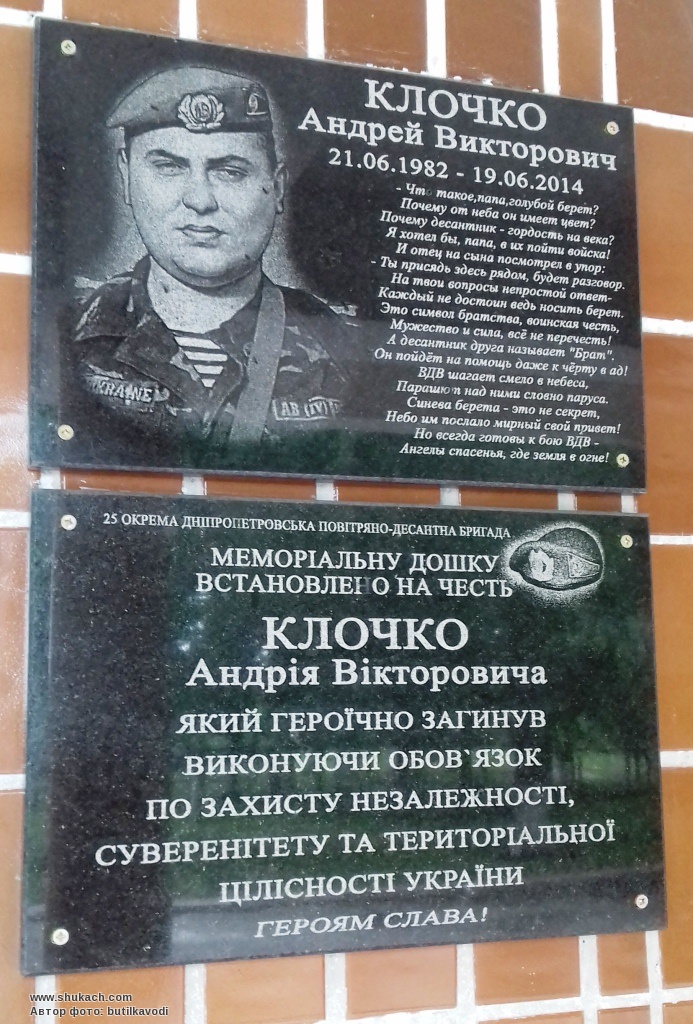 КЛОЧКО
Андрей Викторович
21.06.1982 - 19.06.2014
- Что такое,папа,голубой берет?
Почему от неба он имеет цвет?
Почему десантник - гордость на века?
Я хотел бы, папа, в их пойти войска!
И отец на сына посмотрел в упор:
- Ты присядь здесь рядом, будет разговор.
На твои вопросы непростой ответ-
Каждый не достоин ведь носить берет.
Это символ братства, воинская честь,
Мужество и сила, всё не перечесть!
А десантник друга называет "Брат".
Он пойдёт на помощь даже к чёрту в ад!
ВДВ шагает смело в небеса,
Парашюты над ними словно паруса.
Синева берета - это не секрет,
Небо им послало мирный свой привет!
Но всегда готовы к бою ВДВ -
Ангелы спасенья, где земля в огне!
UKRAINE
AB (IV)
25 ОКРЕМА ДНІПРОПЕТРОВСЬКА ПОВІТРЯНО-ДЕСАНТНА БРИГАДА
МЕМОРІАЛЬНУ ДОШКУ
ВСТАНОВЛЕНО НА ЧЕСТЬ
КЛОЧКО
Андрія Вікторовича
ЯКИЙ ГЕРОЇЧНО ЗАГИНУВ
ВИКОНУЮЧИ ОБОВ`ЯЗОК
ПО ЗАХИСТУ НЕЗАЛЕЖНОСТІ,
СУВЕРЕНІТЕТУ ТА ТЕРИТОРІАЛЬНОЇ
ЦІЛІСНОСТІ УКРАЇНИ
ГЕРОЯМ СЛАВА!
www.shukach.com
Автор фото: butilkavodi